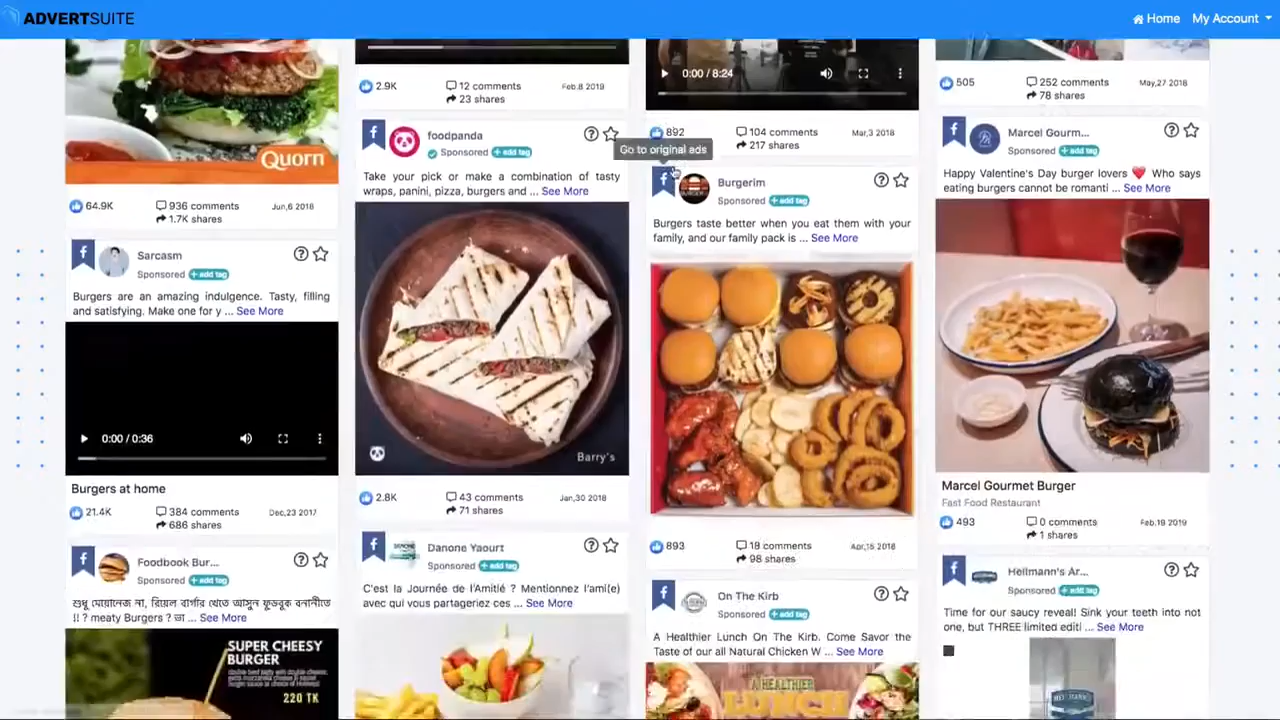 ADVERTSUITE
Home
My Account
Quorn
64.9K
936 comments
Jun,6 2018
1.7K shares
Sarcasm
Sponsored
+ add tag
Burgers are an amazing indulgence. Tasty, filling
and satisfying. Make one for y ... See More
0:00 / 0:36
Burgers at home
21.4K
384 comments
Dec,23 2017
686 shares
Foodbook Bur...
Sponsored
+ add tag
শুধু মেয়োনেজ না, রিয়েল বার্গার খেতে আসুন ফুডবুক বনানীতে
!! ? meaty Burgers ? ডা ... See More
SUPER CHEESY
BURGER
220 TK
2.9K
12 comments
Feb,8 2019
23 shares
foodpanda
Sponsored
+ add tag
Take your pick or make a combination of tasty
wraps, panini, pizza, burgers and ... See More
Barry's
2.8K
43 comments
Jan,30 2018
71 shares
Danone Yaourt
Sponsored
+ add tag
C'est la Journée de l'Amitié ? Mentionnez l'ami(e)
avec qui vous partageriez ces ... See More
0:00 / 8:24
892
104 comments
Mar,3 2018
217 shares
Go to original ads
Burgerim
Sponsored
+ add tag
Burgers taste better when you eat them with your
family, and our family pack is ... See More
893
18 comments
Apr,15 2018
98 shares
On The Kirb
Sponsored
+ add tag
A Healthier Lunch On The Kirb. Come Savor the
Taste of our all Natural Chicken W ... See More
A HEALTHIER
LUNCH
505
252 comments
May,27 2018
78 shares
Marcel Gourm...
Sponsored
+ add tag
Happy Valentine's Day burger lovers ❤️ Who says
eating burgers cannot be romanti ... See More
Marcel Gourmet Burger
Fast Food Restaurant
493
0 comments
Feb,19 2019
1 shares
Hellmann's Ar...
Sponsored
+ add tag
Time for our saucy reveal! Sink your teeth into not
one, but THREE limited editi ... See More